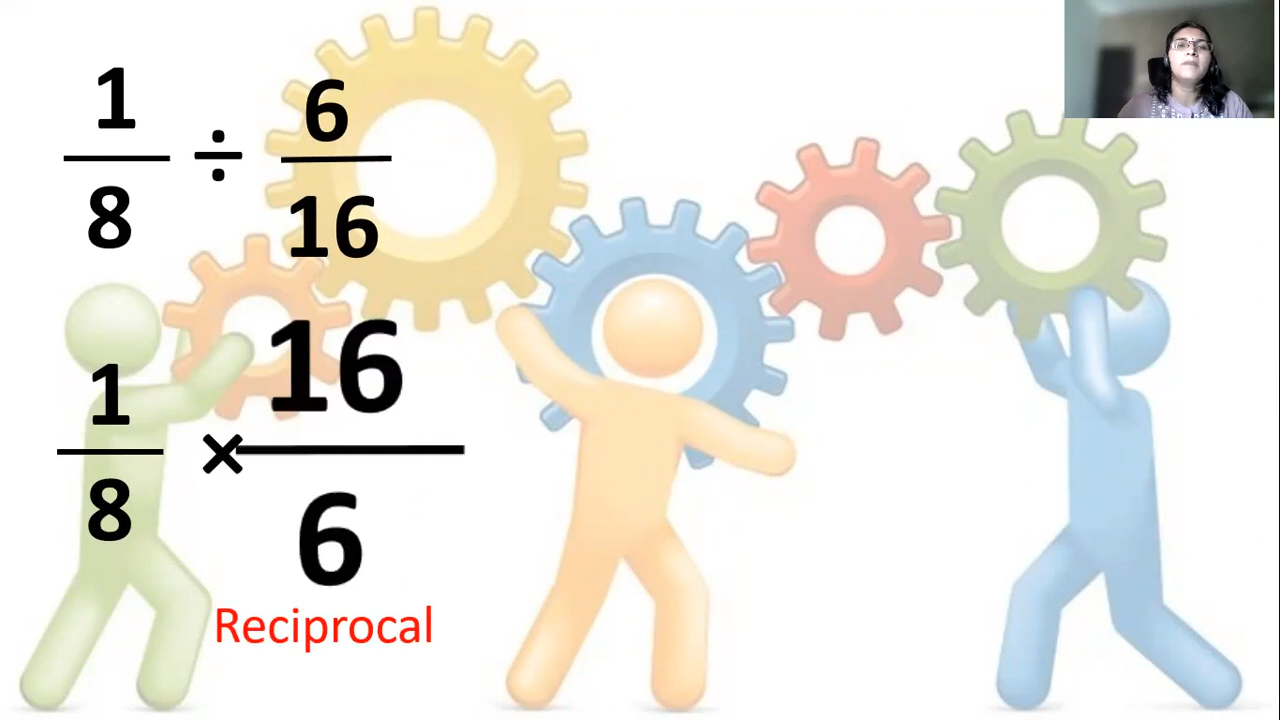 1/8 ÷ 6/16
1/8 × 16/6
Reciprocal